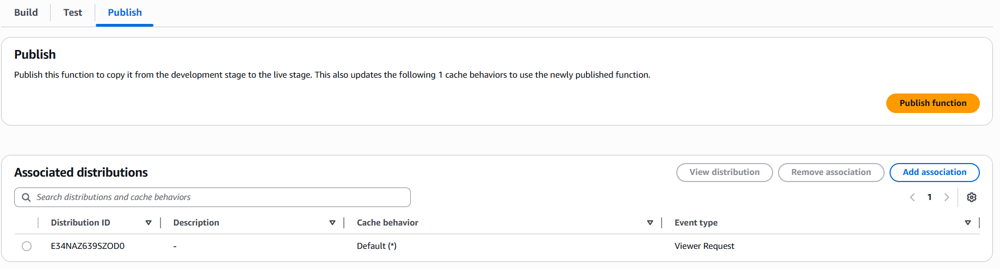 Build Test Publish
Publish
Publish this function to copy it from the development stage to the live stage. This also updates the following 1 cache behaviors to use the newly published function.
Publish function
Associated distributions View distribution Remove association Add association
Search distributions and cache behaviors 1
Distribution ID Description Cache behavior Event type
E34NAZ639SZOD0 - Default (*) Viewer Request